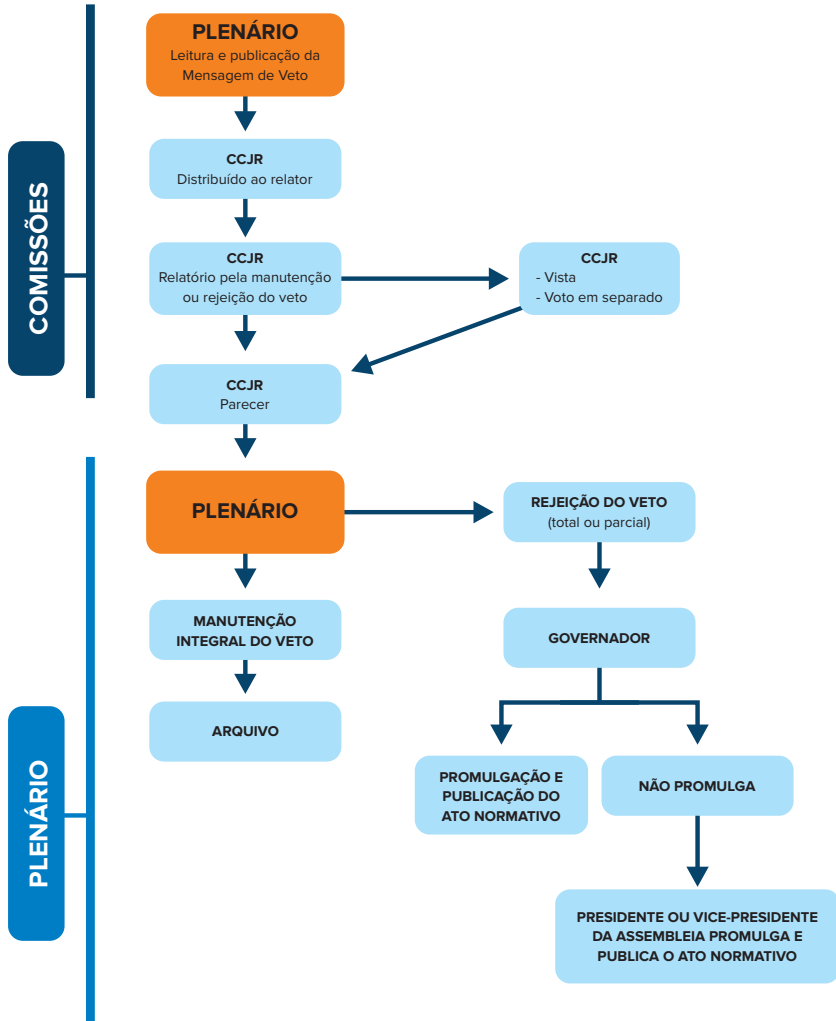 COMISSÕES
PLENÁRIO
Leitura e publicação da
Mensagem de Veto
CCJR
Distribuído ao relator
CCJR
Relatório pela manutenção
ou rejeição do veto
CCJR
- Vista
- Voto em separado
CCJR
Parecer
PLENÁRIO
PLENÁRIO
REJEIÇÃO DO VETO
(total ou parcial)
MANUTENÇÃO
INTEGRAL DO VETO
GOVERNADOR
ARQUIVO
PROMULGAÇÃO E
PUBLICAÇÃO DO
ATO NORMATIVO
NÃO PROMULGA
PRESIDENTE OU VICE-PRESIDENTE
DA ASSEMBLEIA PROMULGA E
PUBLICA O ATO NORMATIVO